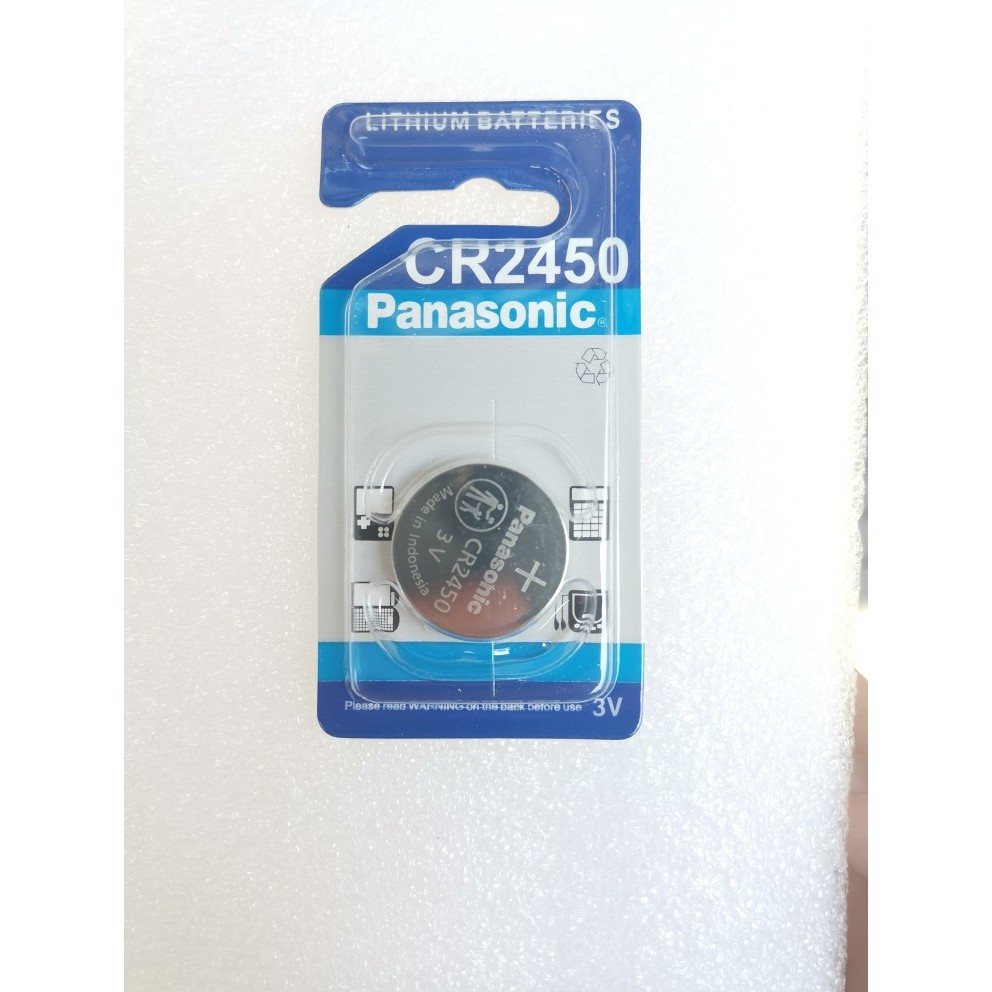 LITHIUM BATTERIES
CR2450
Panasonic®
Panasonic
CR2450
3 V
Made in Indonesia
+
Please read WARNING on the back before use
3V